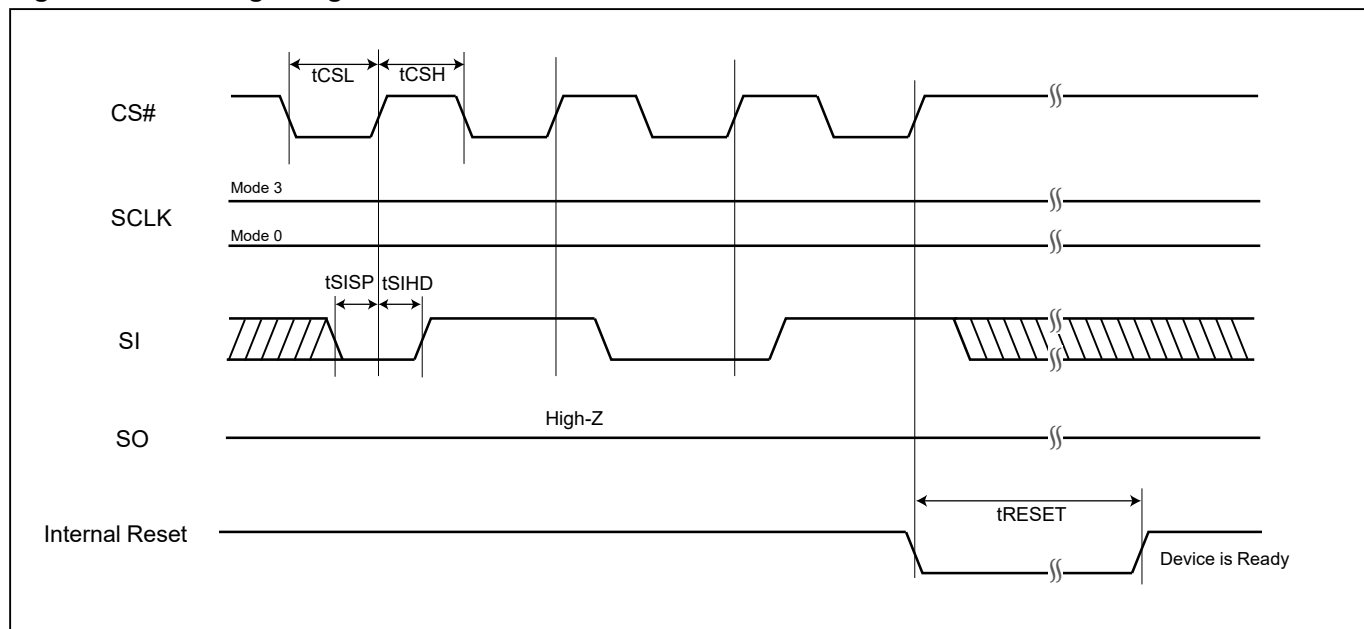 tCSL
tCSH
CS#
Mode 3
SCLK
Mode 0
tSISP
tSIHD
SI
High-Z
SO
tRESET
Internal Reset
Device is Ready